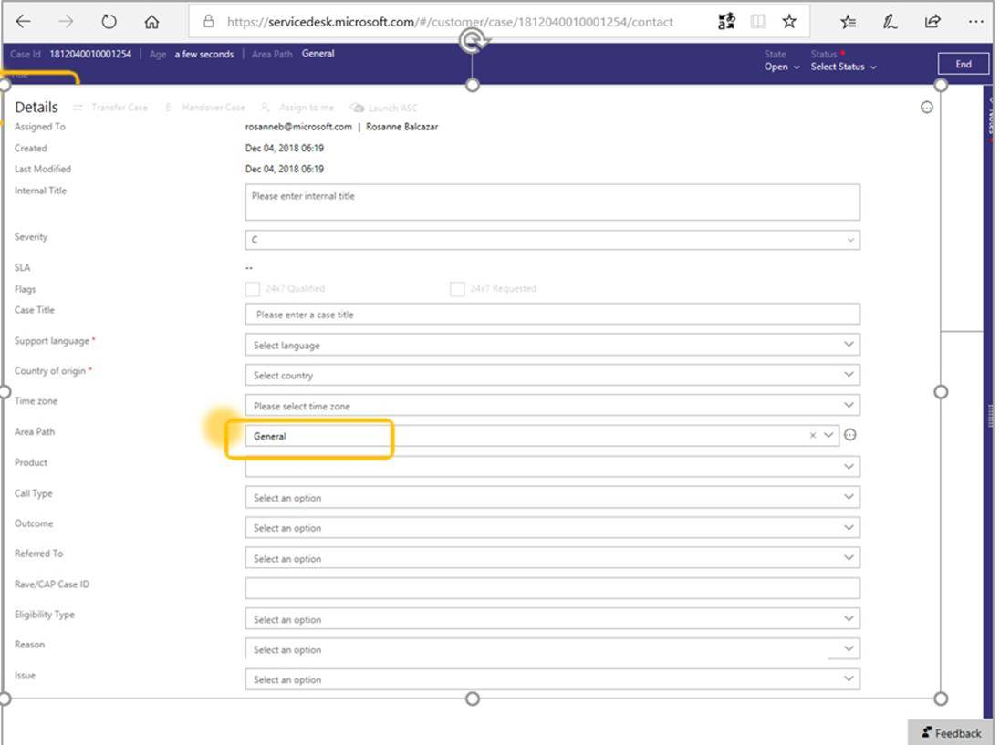 https://servicedesk.microsoft.com/#/customer/case/1812040010001254/contact
Case Id 1812040010001254 | Age a few seconds | Area Path General
State Status *
Open Select Status
End
Details Transfer Case Handover Case Assign to me Launch ASC
Assigned To rosanneb@microsoft.com | Rosanne Balcazar
Created Dec 04, 2018 06:19
Last Modified Dec 04, 2018 06:19
Internal Title Please enter internal title
Severity C
SLA --
Flags 24x7 Qualified 24x7 Requested
Case Title Please enter a case title
Support language * Select language
Country of origin * Select country
Time zone Please select time zone
Area Path General
Product
Call Type Select an option
Outcome Select an option
Referred To Select an option
Rave/CAP Case ID
Eligibility Type Select an option
Reason Select an option
Issue Select an option
Feedback